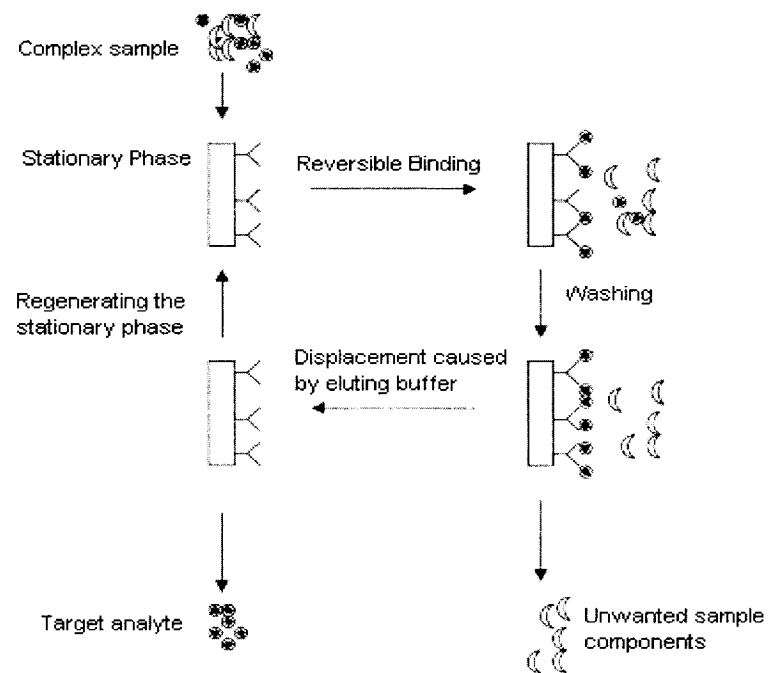 Complex sample
Stationary Phase
Reversible Binding
Regenerating the
stationary phase
Washing
Displacement caused
by eluting buffer
Target analyte
Unwanted sample
components